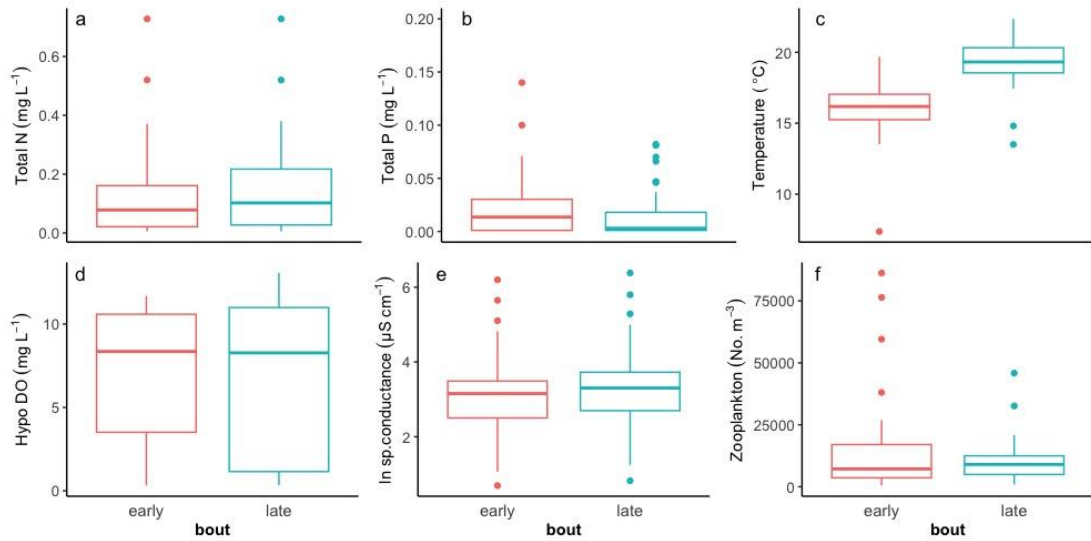 a
Total N (mg L⁻¹)
0.6
0.4
0.2
0.0
b
Total P (mg L⁻¹)
0.20
0.15
0.10
0.05
0.00
c
Temperature ( °C)
20
15
10
d
Hypo DO (mg L⁻¹)
10
5
0
early
late
bout
e
ln sp.conductance (µS cm⁻¹)
6
4
2
early
late
bout
f
Zooplankton (No. m⁻³)
75000
50000
25000
0
early
late
bout